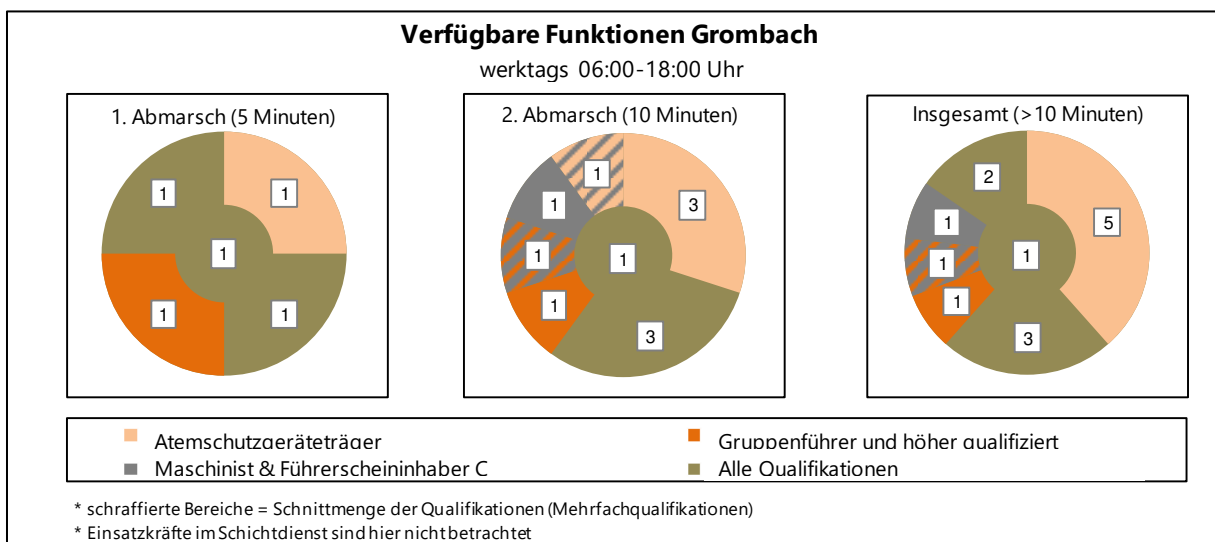 Verfügbare Funktionen Grombach
werktags 06:00-18:00 Uhr
1. Abmarsch (5 Minuten)
1
1
1
1
1
2. Abmarsch (10 Minuten)
1
3
1
1
1
1
3
Insgesamt (>10 Minuten)
2
5
1
1
1
1
3
Atemschutzgeräteträger
Gruppenführer und höher qualifiziert
Maschinist & Führerscheininhaber C
Alle Qualifikationen
* schraffierte Bereiche = Schnittmenge der Qualifikationen (Mehrfachqualifikationen)
* Einsatzkräfte im Schichtdienst sind hier nicht betrachtet